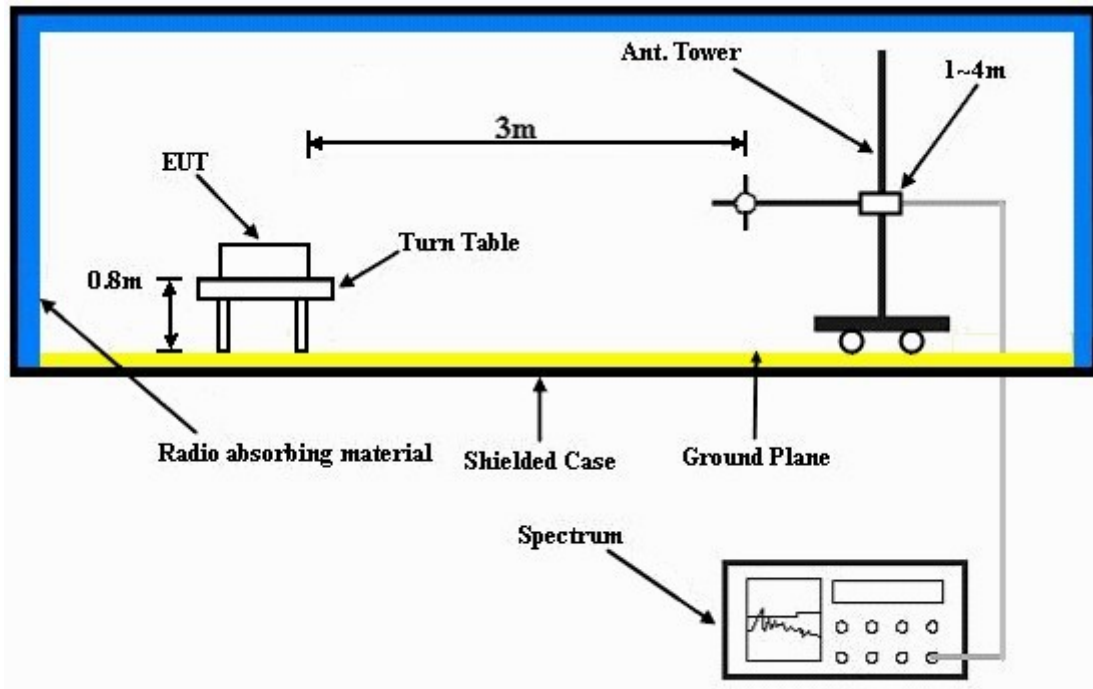 Ant. Tower
1~4m
3m
EUT
Turn Table
0.8m
Radio absorbing material
Shielded Case
Ground Plane
Spectrum